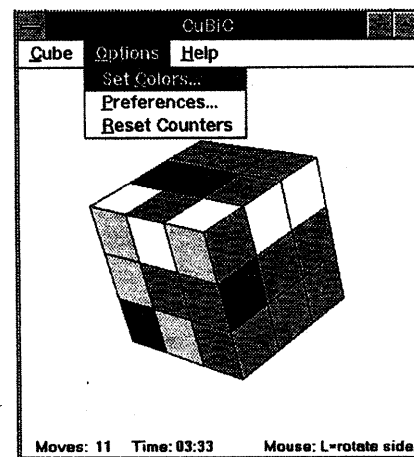 CuBiC
Cube Options Help
Set Colors...
Preferences...
Reset Counters
Moves: 11 Time: 03:33 Mouse: L=rotate side